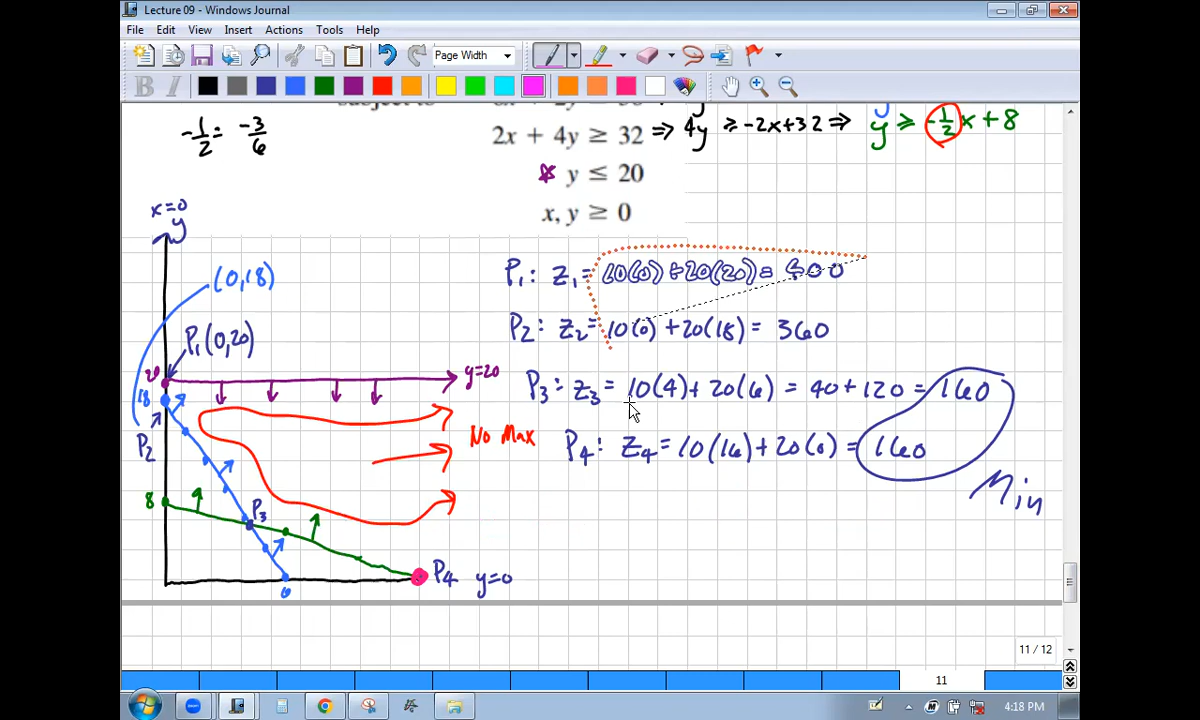 Lecture 09 - Windows Journal
File Edit View Insert Actions Tools Help
Page Width
B I
subject to
-1/2 = -3/6
2x + 4y ≥ 32 ⇒ 4y ≥ -2x+32 ⇒ y ≥ -1/2 x + 8
* y ≤ 20
x, y ≥ 0
x=0
y
(0,18)
P1: Z1 = 10(0) + 20(20) = 400
P1(0,20)
P2: Z2 = 10(0) + 20(18) = 360
20
y=20
18
P3: Z3 = 10(4) + 20(6) = 40 + 120 = 160
P2
No Max
P4: Z4 = 10(16) + 20(0) = 160
Min
8
P3
P4
y=0
11 / 12
11
4:18 PM